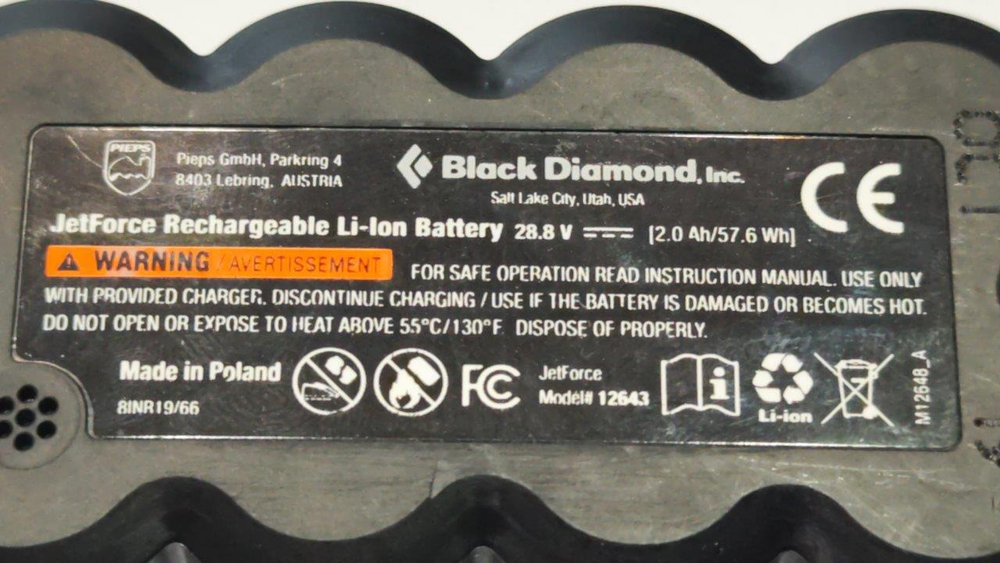 PIEPS
Pieps GmbH, Parkring 4
8403 Lebring, AUSTRIA
Black Diamond, Inc.
Salt Lake City, Utah, USA
CE
JetForce Rechargeable Li-Ion Battery 28.8 V [2.0 Ah/57.6 Wh]
WARNING / AVERTISSEMENT FOR SAFE OPERATION READ INSTRUCTION MANUAL. USE ONLY
WITH PROVIDED CHARGER. DISCONTINUE CHARGING / USE IF THE BATTERY IS DAMAGED OR BECOMES HOT.
DO NOT OPEN OR EXPOSE TO HEAT ABOVE 55°C/130°F. DISPOSE OF PROPERLY.
Made in Poland
8INR19/66
FC
JetForce
Model# 12643
Li-ion
M12648_A